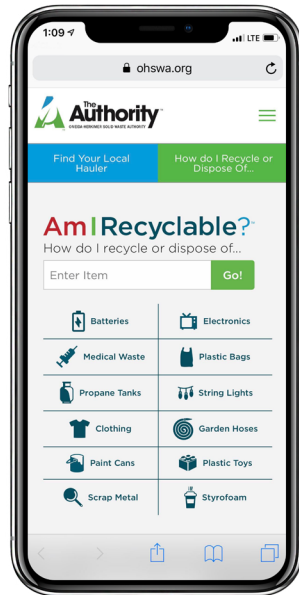 1:09
LTE
ohswa.org
The
Authority™
ONEIDA HERKIMER SOLID WASTE AUTHORITY
Find Your Local
Hauler
How do I Recycle or
Dispose Of...
Am I Recyclable?™
How do I recycle or dispose of...
Enter Item
Go!
Batteries
Electronics
Medical Waste
Plastic Bags
Propane Tanks
String Lights
Clothing
Garden Hoses
Paint Cans
Plastic Toys
Scrap Metal
Styrofoam